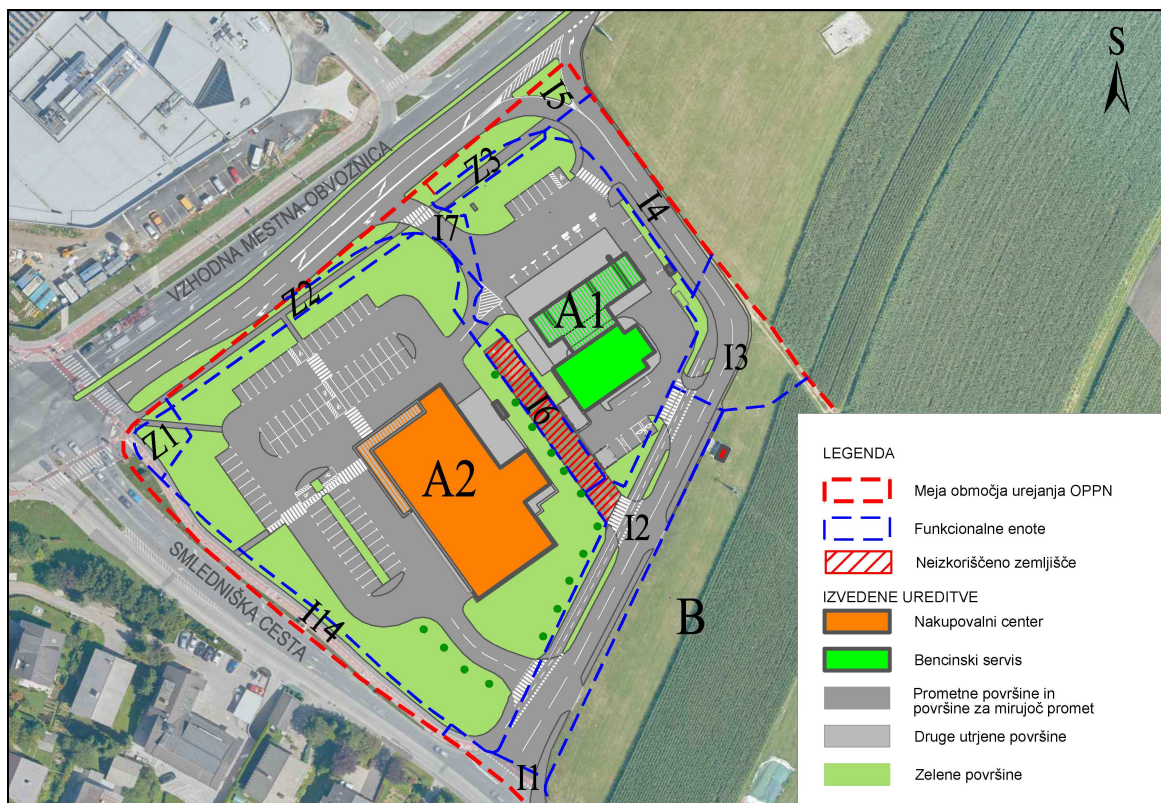 S
I5
Z3
I4
VZHODNA MESTNA OBVOZNICA
I7
Z2
A1
I3
I6
Z1
A2
I2
SMLEDNIŠKA CESTA
I14
B
I1
LEGENDA
Meja območja urejanja OPPN
Funkcionalne enote
Neizkoriščeno zemljišče
IZVEDENE UREDITVE
Nakupovalni center
Bencinski servis
Prometne površine in
površine za mirujoč promet
Druge utrjene površine
Zelene površine